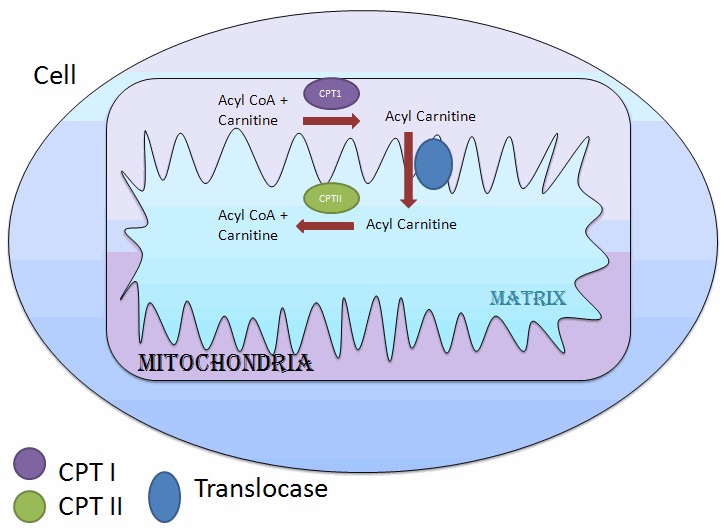 Cell
Acyl CoA +
Carnitine
CPT1
Acyl Carnitine
CPTII
Acyl CoA +
Carnitine
Acyl Carnitine
MATRIX
MITOCHONDRIA
CPT I
CPT II
Translocase